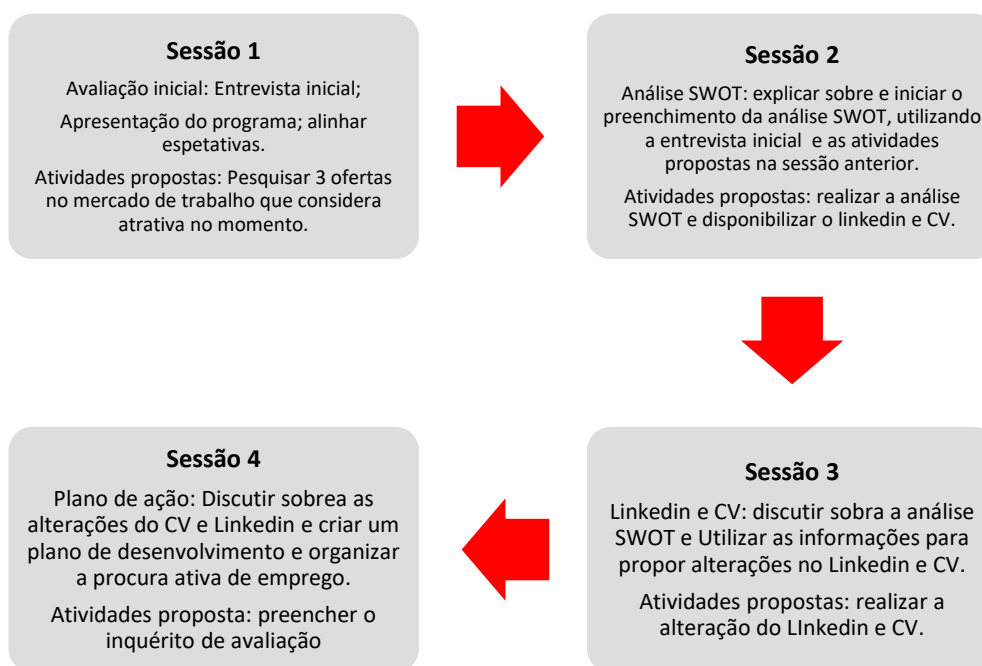 Sessão 1
Avaliação inicial: Entrevista inicial;
Apresentação do programa; alinhar
espetativas.
Atividades propostas: Pesquisar 3 ofertas
no mercado de trabalho que considera
atrativa no momento.
Sessão 2
Análise SWOT: explicar sobre e iniciar o
preenchimento da análise SWOT, utilizando
a entrevista inicial e as atividades
propostas na sessão anterior.
Atividades propostas: realizar a análise
SWOT e disponibilizar o linkedin e CV.
Sessão 3
Linkedin e CV: discutir sobra a análise
SWOT e Utilizar as informações para
propor alterações no Linkedin e CV.
Atividades propostas: realizar a
alteração do LInkedin e CV.
Sessão 4
Plano de ação: Discutir sobrea as
alterações do CV e Linkedin e criar um
plano de desenvolvimento e organizar
a procura ativa de emprego.
Atividades proposta: preencher o
inquérito de avaliação